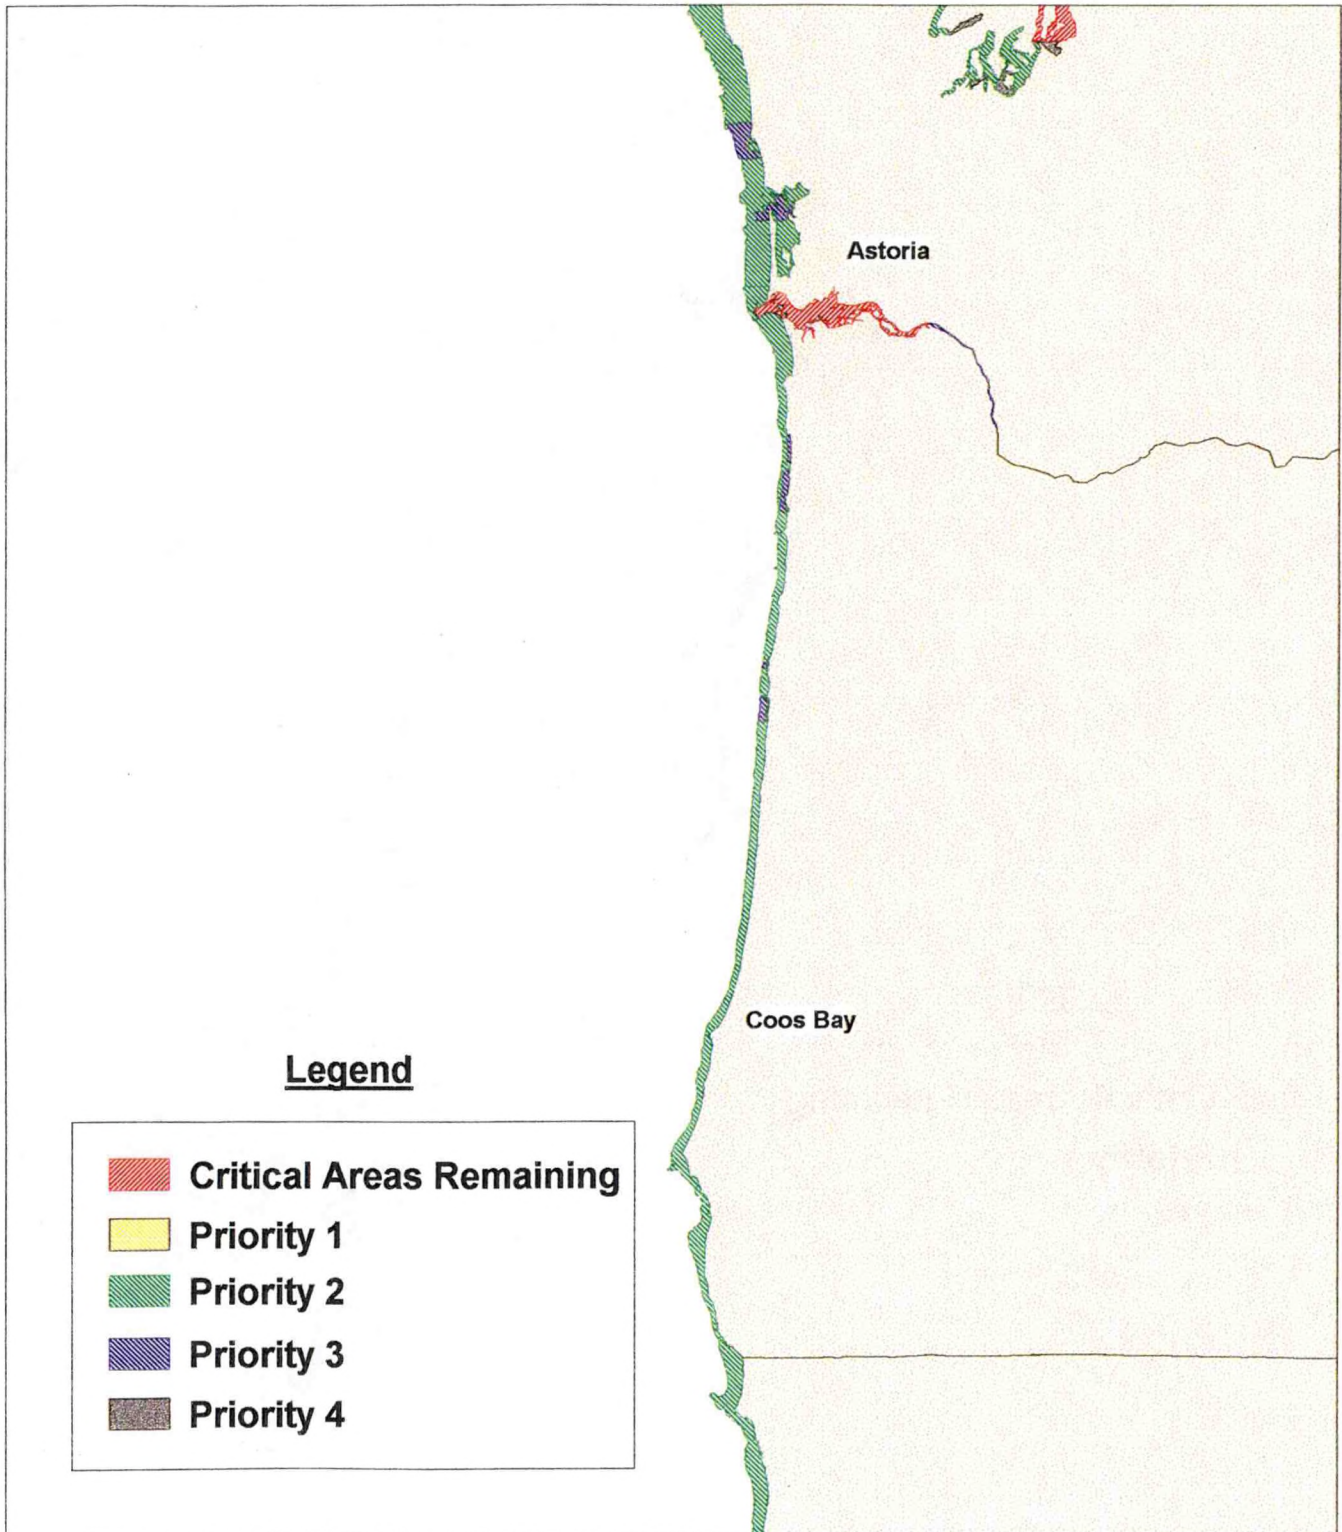 Astoria
Coos Bay
Legend
Critical Areas Remaining
Priority 1
Priority 2
Priority 3
Priority 4